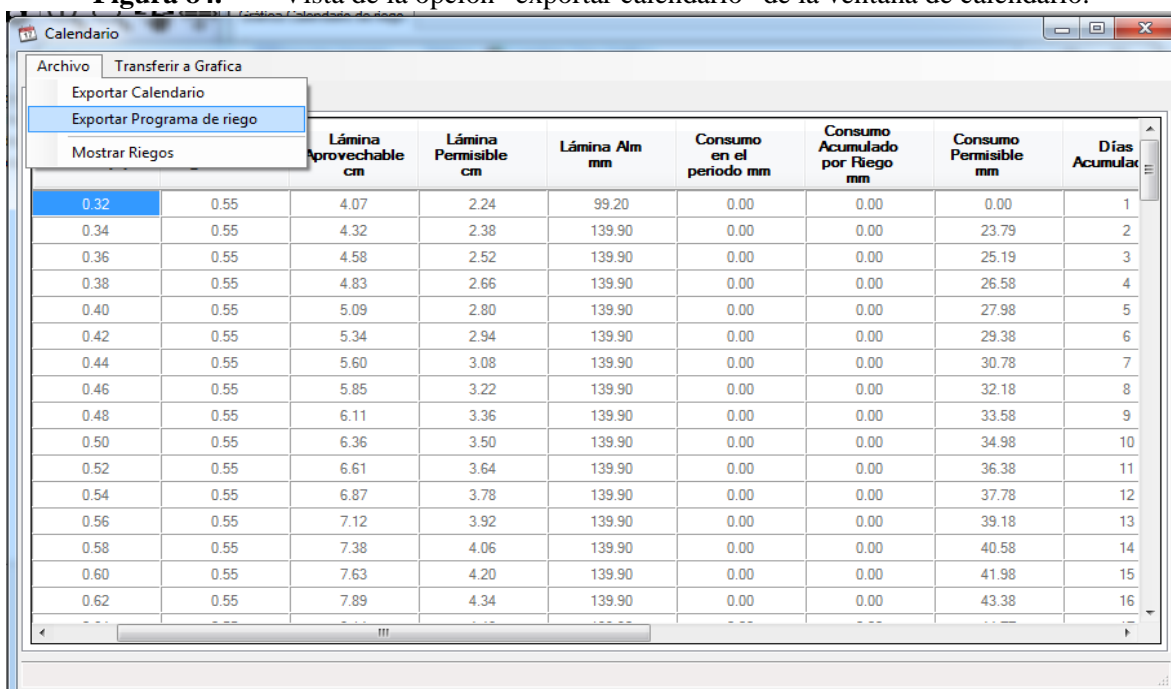 Figura 84. Vista de la opción "exportar calendario" de la ventana de calendario.
Gráfica Calendario de riego
Calendario
Archivo Transferir a Grafica
Exportar Calendario
Exportar Programa de riego
Mostrar Riegos
Lámina Aprovechable cm Lámina Permisible cm Lámina Alm mm Consumo en el periodo mm Consumo Acumulado por Riego mm Consumo Permisible mm Días
0.32 0.55 4.07 2.24 99.20 0.00 0.00 0.00 1
0.34 0.55 4.32 2.38 139.90 0.00 0.00 23.79 2
0.36 0.55 4.58 2.52 139.90 0.00 0.00 25.19 3
0.38 0.55 4.83 2.66 139.90 0.00 0.00 26.58 4
0.40 0.55 5.09 2.80 139.90 0.00 0.00 27.98 5
0.42 0.55 5.34 2.94 139.90 0.00 0.00 29.38 6
0.44 0.55 5.60 3.08 139.90 0.00 0.00 30.78 7
0.46 0.55 5.85 3.22 139.90 0.00 0.00 32.18 8
0.48 0.55 6.11 3.36 139.90 0.00 0.00 33.58 9
0.50 0.55 6.36 3.50 139.90 0.00 0.00 34.98 10
0.52 0.55 6.61 3.64 139.90 0.00 0.00 36.38 11
0.54 0.55 6.87 3.78 139.90 0.00 0.00 37.78 12
0.56 0.55 7.12 3.92 139.90 0.00 0.00 39.18 13
0.58 0.55 7.38 4.06 139.90 0.00 0.00 40.58 14
0.60 0.55 7.63 4.20 139.90 0.00 0.00 41.98 15
0.62 0.55 7.89 4.34 139.90 0.00 0.00 43.38 16